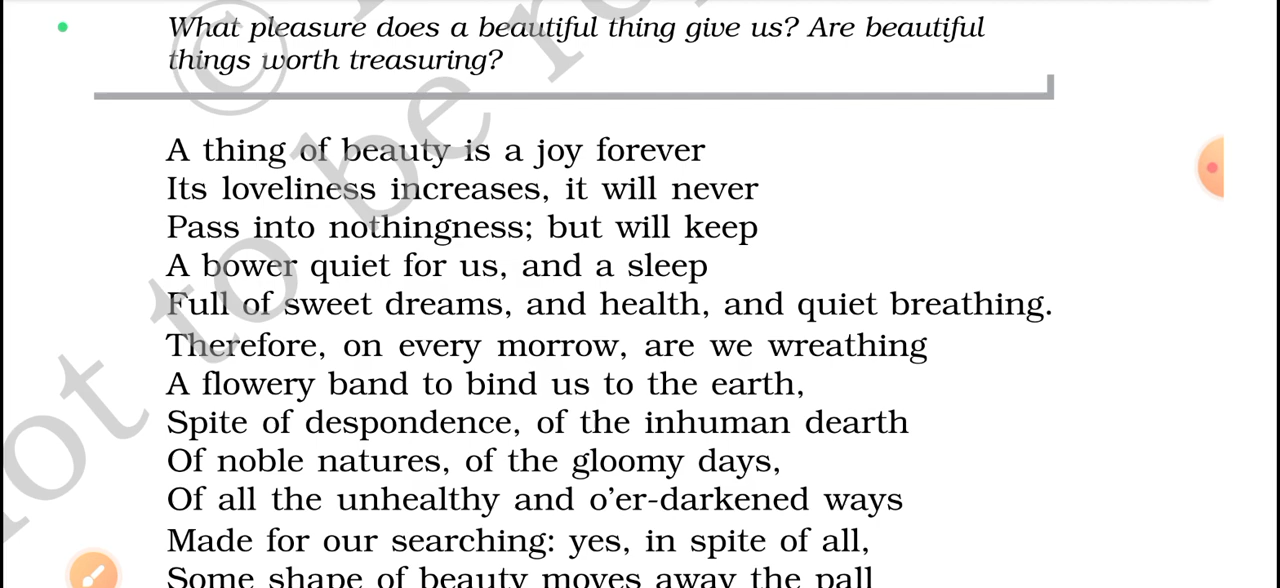 What pleasure does a beautiful thing give us? Are beautiful
things worth treasuring?
A thing of beauty is a joy forever
Its loveliness increases, it will never
Pass into nothingness; but will keep
A bower quiet for us, and a sleep
Full of sweet dreams, and health, and quiet breathing.
Therefore, on every morrow, are we wreathing
A flowery band to bind us to the earth,
Spite of despondence, of the inhuman dearth
Of noble natures, of the gloomy days,
Of all the unhealthy and o’er-darkened ways
Made for our searching: yes, in spite of all,
Some shape of beauty moves away the pall
©
not to be r